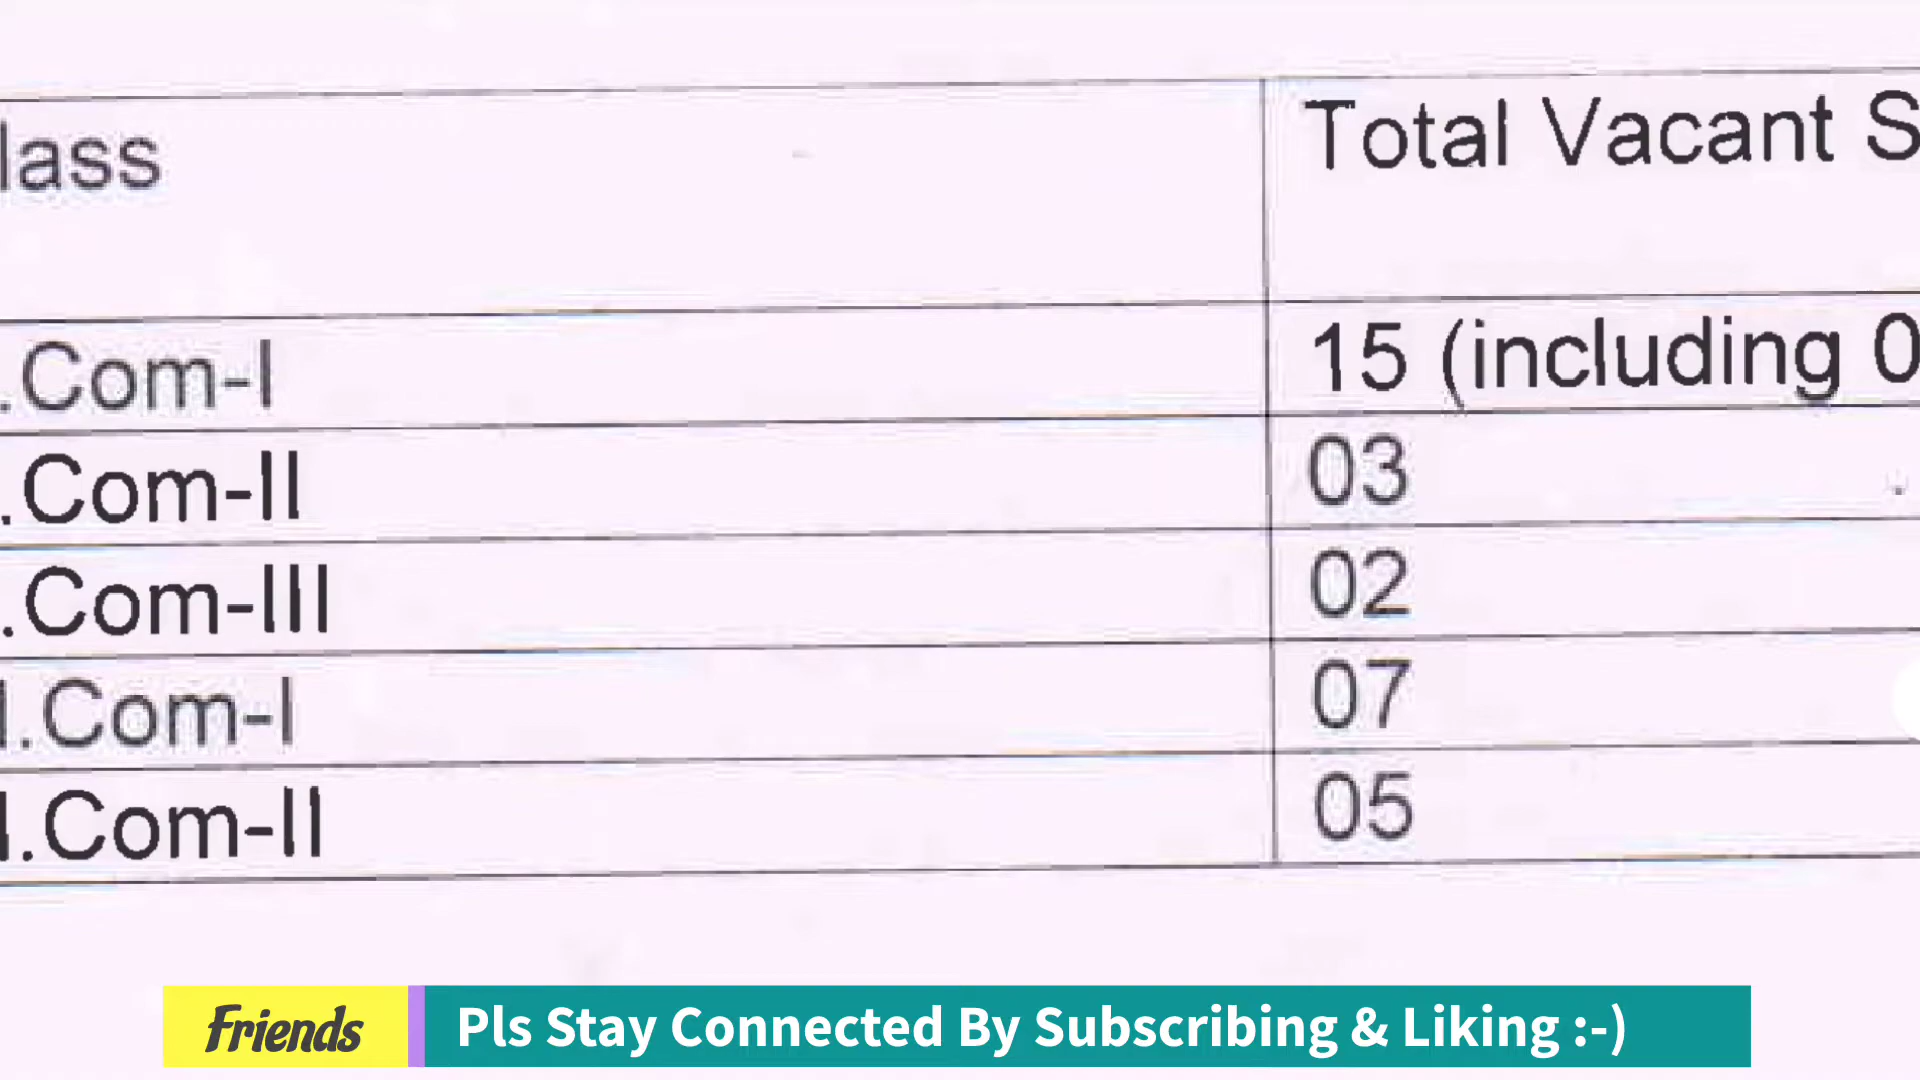 lass Total Vacant S
.Com-I 15 (including 0
.Com-II 03
.Com-III 02
.Com-I 07
.Com-II 05
Friends Pls Stay Connected By Subscribing & Liking :-)